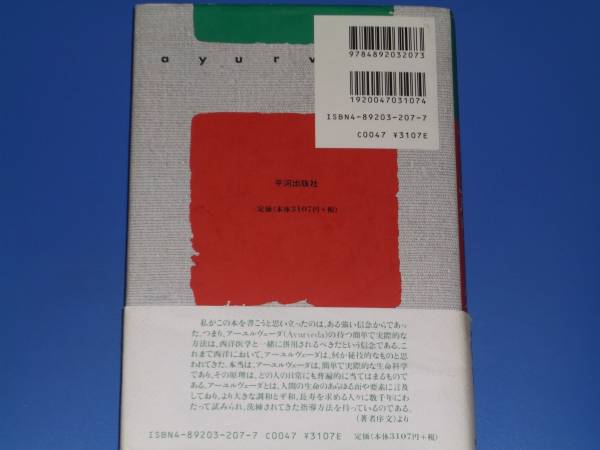 ayurv
9784892032073
1920047031074
ISBN4-89203-207-7
C0047 ¥3107E
平河出版社
定価(本体3107円+税)
私がこの本を書こうと思い立ったのは、ある強い信念からであっ
た。つまり、アーユルヴェーダ(Ayurveda)の持つ簡単で実際的な
方法は、西洋医学と一緒に併用されるべきだという信念である。こ
れまで西洋において、アーユルヴェーダは、何か秘技的なものと思
われてきた。本当は、アーユルヴェーダは、簡単で実際的な生命科学
であり、その原理は、どの人の日常にも普遍的に当てはまるものであ
る。アーユルヴェーダとは、人間の生命のあらゆる面や要素に言及
しており、より大きな調和と平和、長寿を求める人々に数千年にわ
たって試みられ、洗練されてきた指導方法を持っているのである。
(著者序文)より
ISBN4-89203-207-7 C0047 ¥3107E 定価(本体3107円+税)